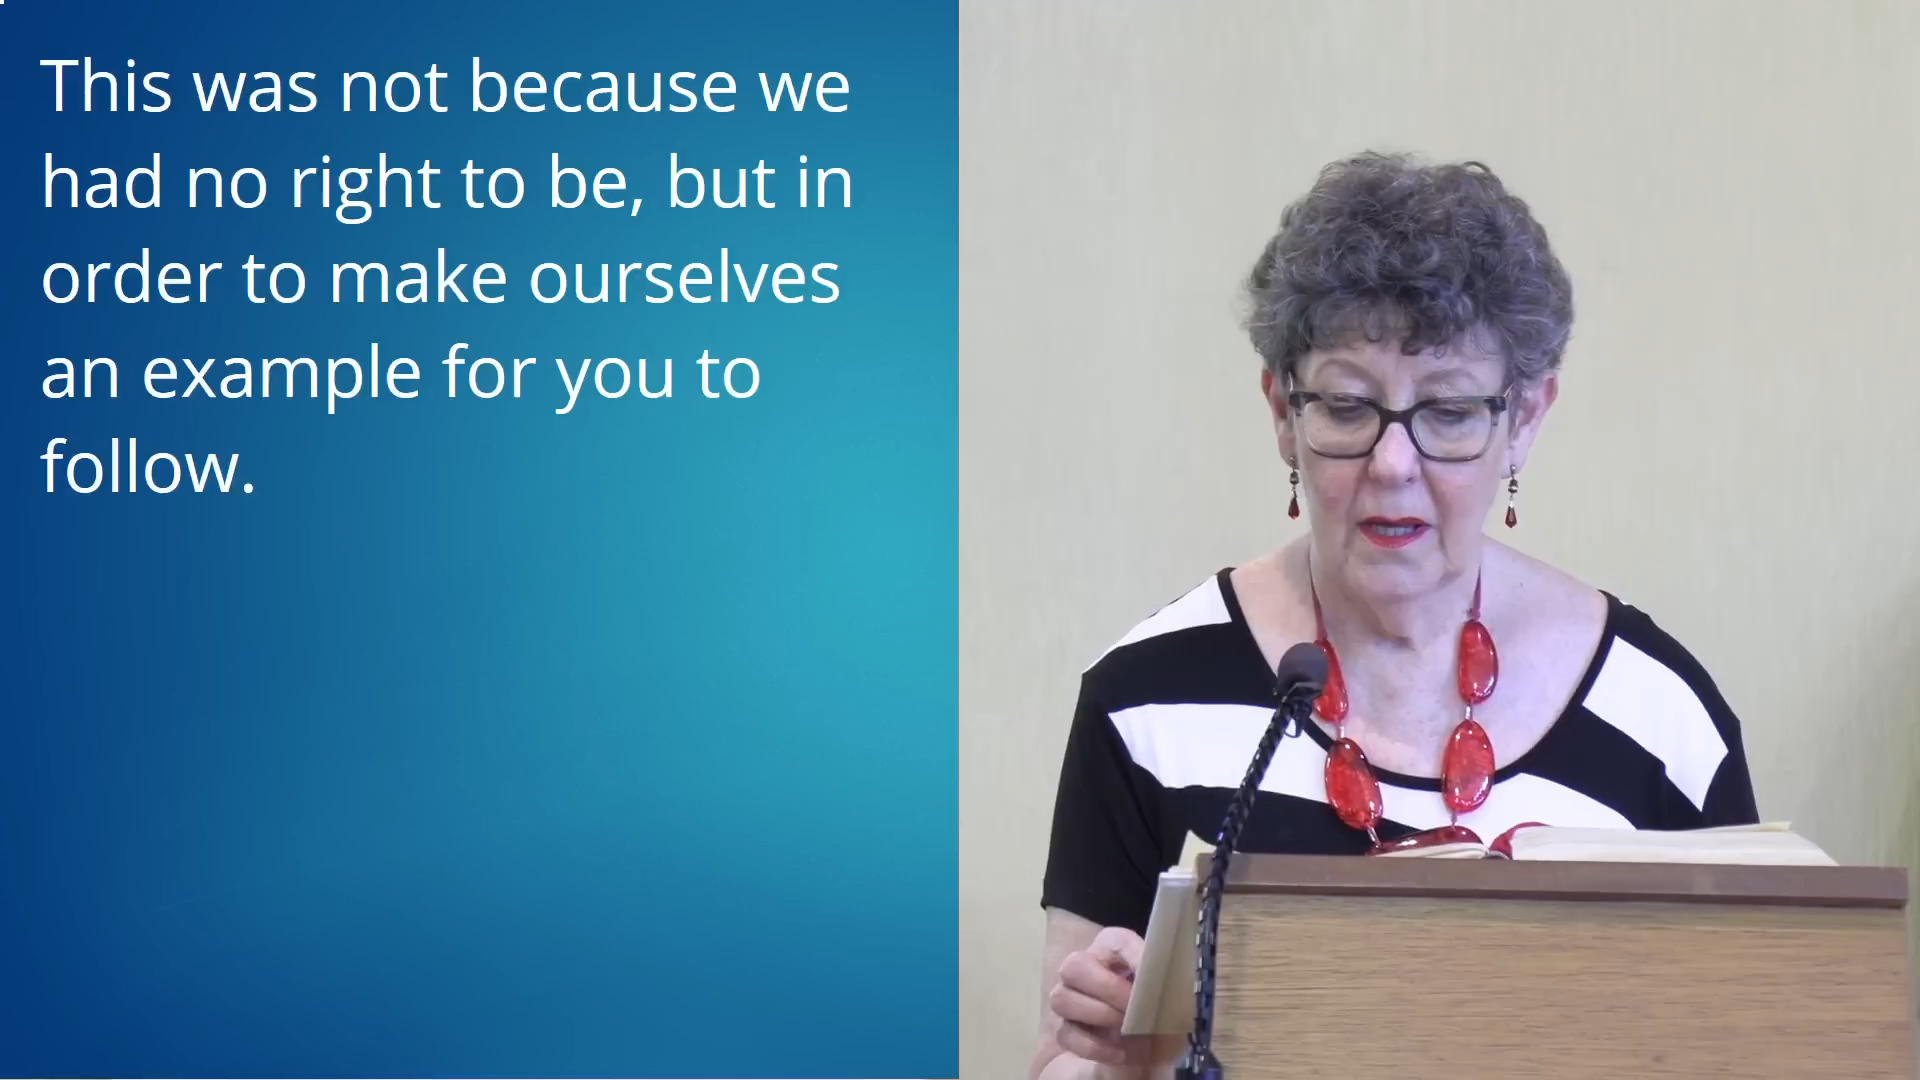 This was not because we
had no right to be, but in
order to make ourselves
an example for you to
follow.